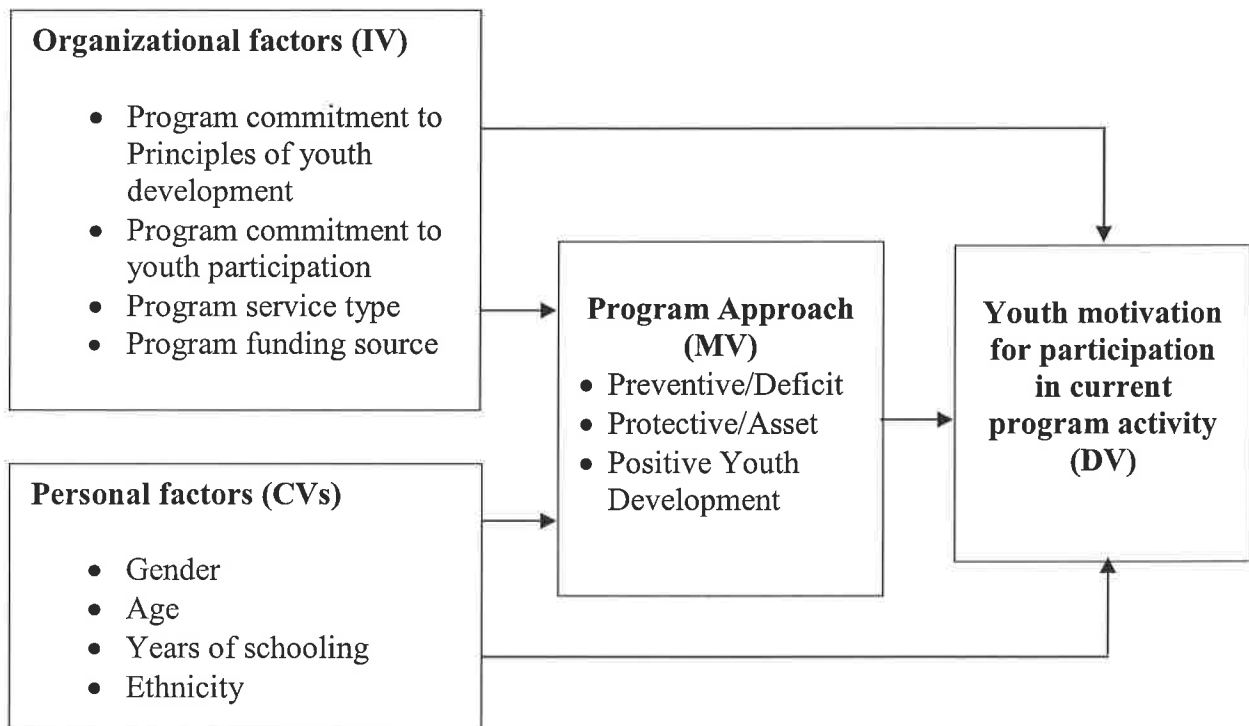 Organizational factors (IV)
• Program commitment to
Principles of youth
development
• Program commitment to
youth participation
• Program service type
• Program funding source
Personal factors (CVs)
• Gender
• Age
• Years of schooling
• Ethnicity
Program Approach
(MV)
• Preventive/Deficit
• Protective/Asset
• Positive Youth
Development
Youth motivation
for participation
in current
program activity
(DV)